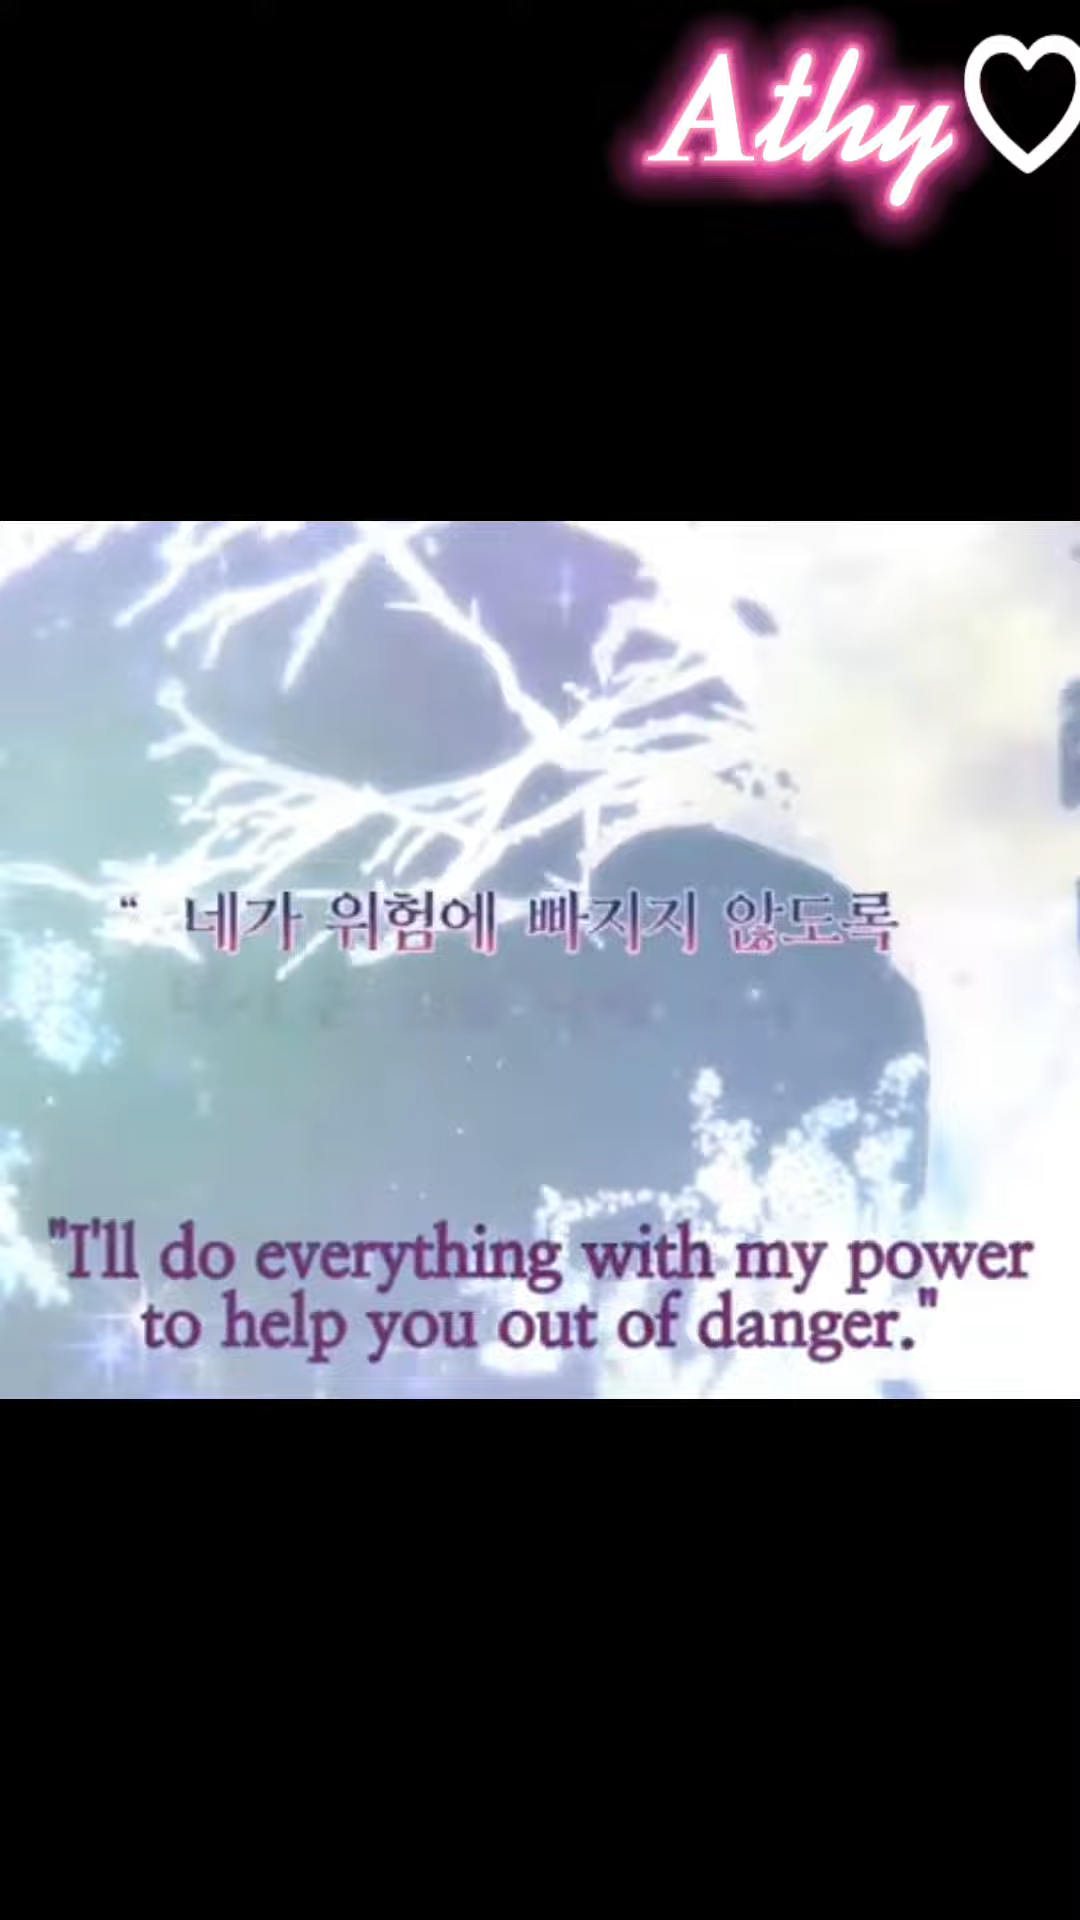 Athy♡
“ 네가 위험에 빠지지 않도록
"I'll do everything with my power
to help you out of danger."